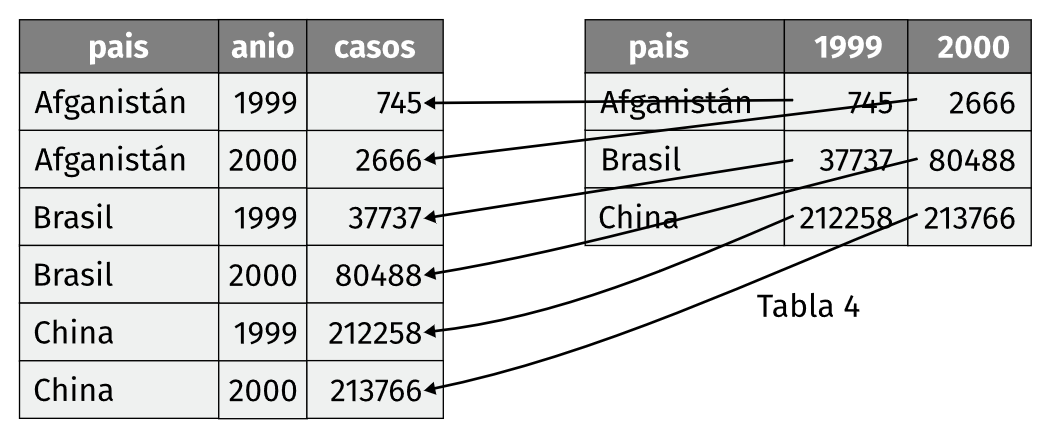 pais anio casos
Afganistán 1999 745
Afganistán 2000 2666
Brasil 1999 37737
Brasil 2000 80488
China 1999 212258
China 2000 213766
pais 1999 2000
Afganistán 745 2666
Brasil 37737 80488
China 212258 213766
Tabla 4